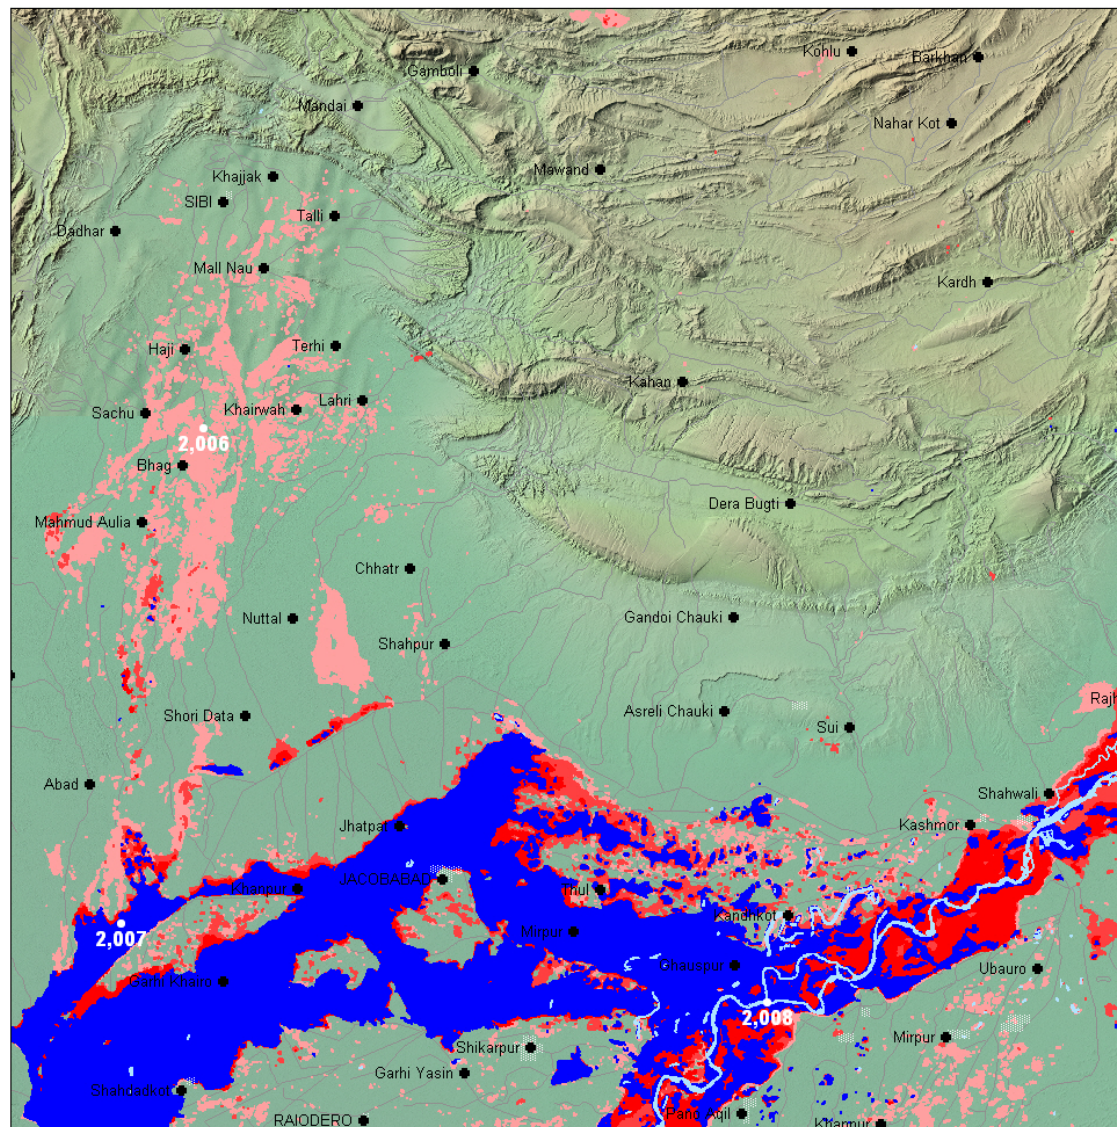 Kohlu
Barkhan
Gamboli
Mandai
Nahar Kot
Mawand
Khajjak
SIBI
Talli
Dadhar
Mall Nau
Kardh
Haji
Terhi
Kahan
Lahri
Sachu
Khairwah
2,006
Bhag
Dera Bugti
Mahmud Aulia
Chhatr
Nuttal
Gandoi Chauki
Shahpur
Rajh
Shori Data
Asreli Chauki
Sui
Abad
Shahwali
Jhatpat
Kashmor
JACOBABAD
Khanpur
Thul
Kandhkot
2,007
Mirpur
Ghauspur
Ubauro
Garhi Khairo
2,008
Mirpur
Shikarpur
Garhi Yasin
Shahdadkot
Pano Aqil
RAIODERO
Khanpur